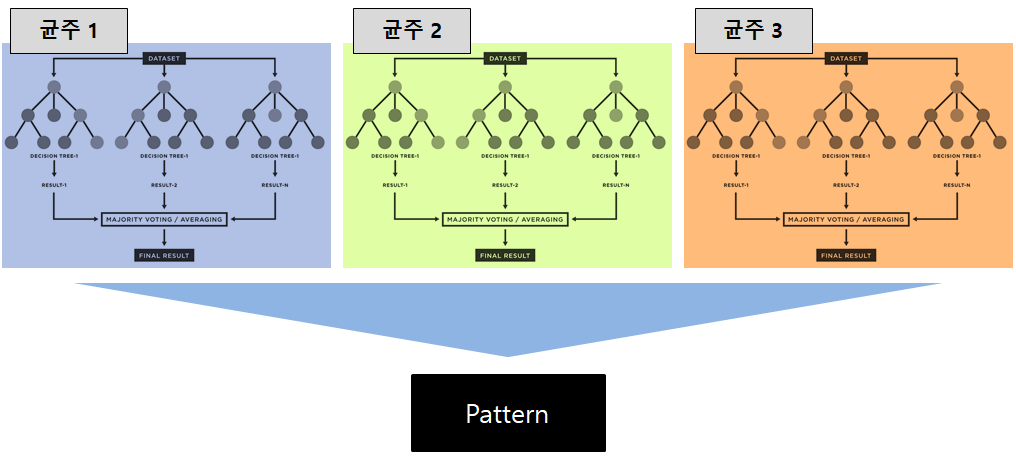 균주 1
DATASET
DECISION TREE-1 DECISION TREE-1 DECISION TREE-1
RESULT-1 RESULT-2 RESULT-N
MAJORITY VOTING / AVERAGING
FINAL RESULT
균주 2
DATASET
DECISION TREE-1 DECISION TREE-1 DECISION TREE-1
RESULT-1 RESULT-2 RESULT-N
MAJORITY VOTING / AVERAGING
FINAL RESULT
균주 3
DATASET
DECISION TREE-1 DECISION TREE-1 DECISION TREE-1
RESULT-1 RESULT-2 RESULT-N
MAJORITY VOTING / AVERAGING
FINAL RESULT
Pattern